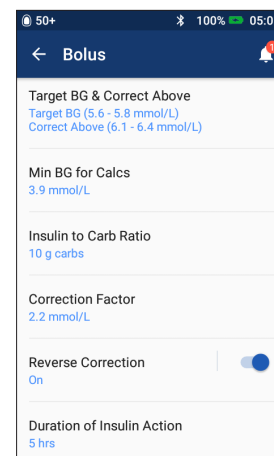 50+ 100% 05:0
Bolus
1
Target BG & Correct Above
Target BG (5.6 - 5.8 mmol/L)
Correct Above (6.1 - 6.4 mmol/L)
Min BG for Calcs
3.9 mmol/L
Insulin to Carb Ratio
10 g carbs
Correction Factor
2.2 mmol/L
Reverse Correction
On
Duration of Insulin Action
5 hrs